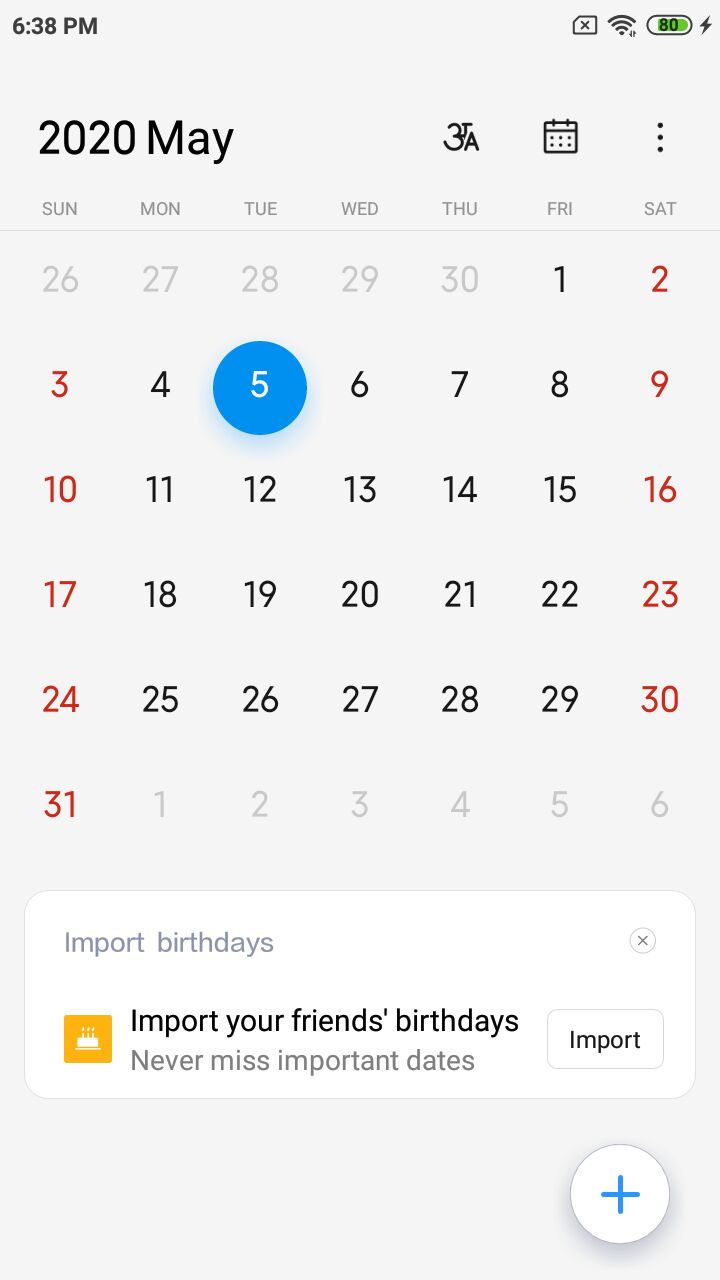 6:38 PM 80
2020 May अA
SUN MON TUE WED THU FRI SAT
26 27 28 29 30 1 2
3 4 5 6 7 8 9
10 11 12 13 14 15 16
17 18 19 20 21 22 23
24 25 26 27 28 29 30
31 1 2 3 4 5 6
Import birthdays
Import your friends' birthdays
Never miss important dates
Import